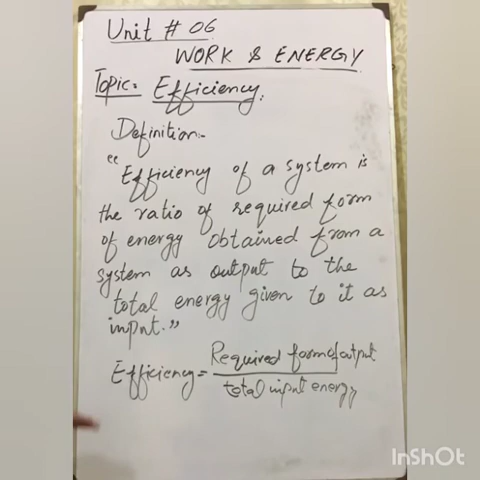 Unit # 06
WORK & ENERGY
Topic:- Efficiency.
Definition:-
"Efficiency of a system is
the ratio of required form
of energy obtained from a
system as output to the
total energy given to it as
input."
Efficiency = Required form of output
total input energy
InShOt